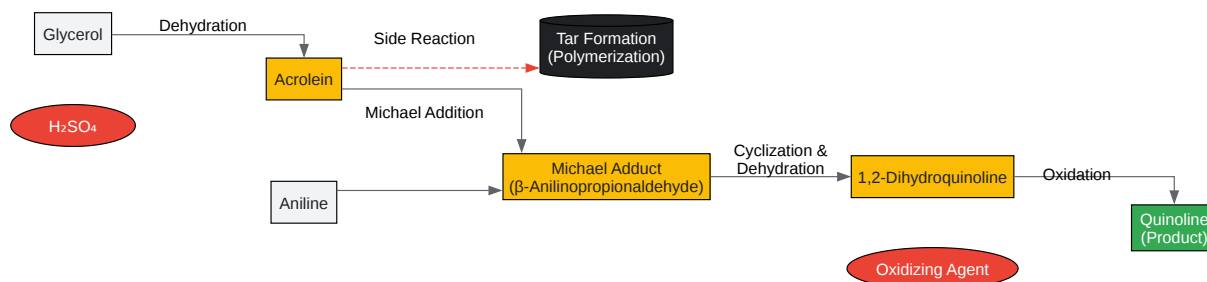 Glycerol
Dehydration
Side Reaction
Tar Formation
(Polymerization)
Acrolein
Michael Addition
H₂SO₄
Aniline
Michael Adduct
(β-Anilinopropionaldehyde)
Cyclization &
Dehydration
1,2-Dihydroquinoline
Oxidation
Quinoline
(Product)
Oxidizing Agent